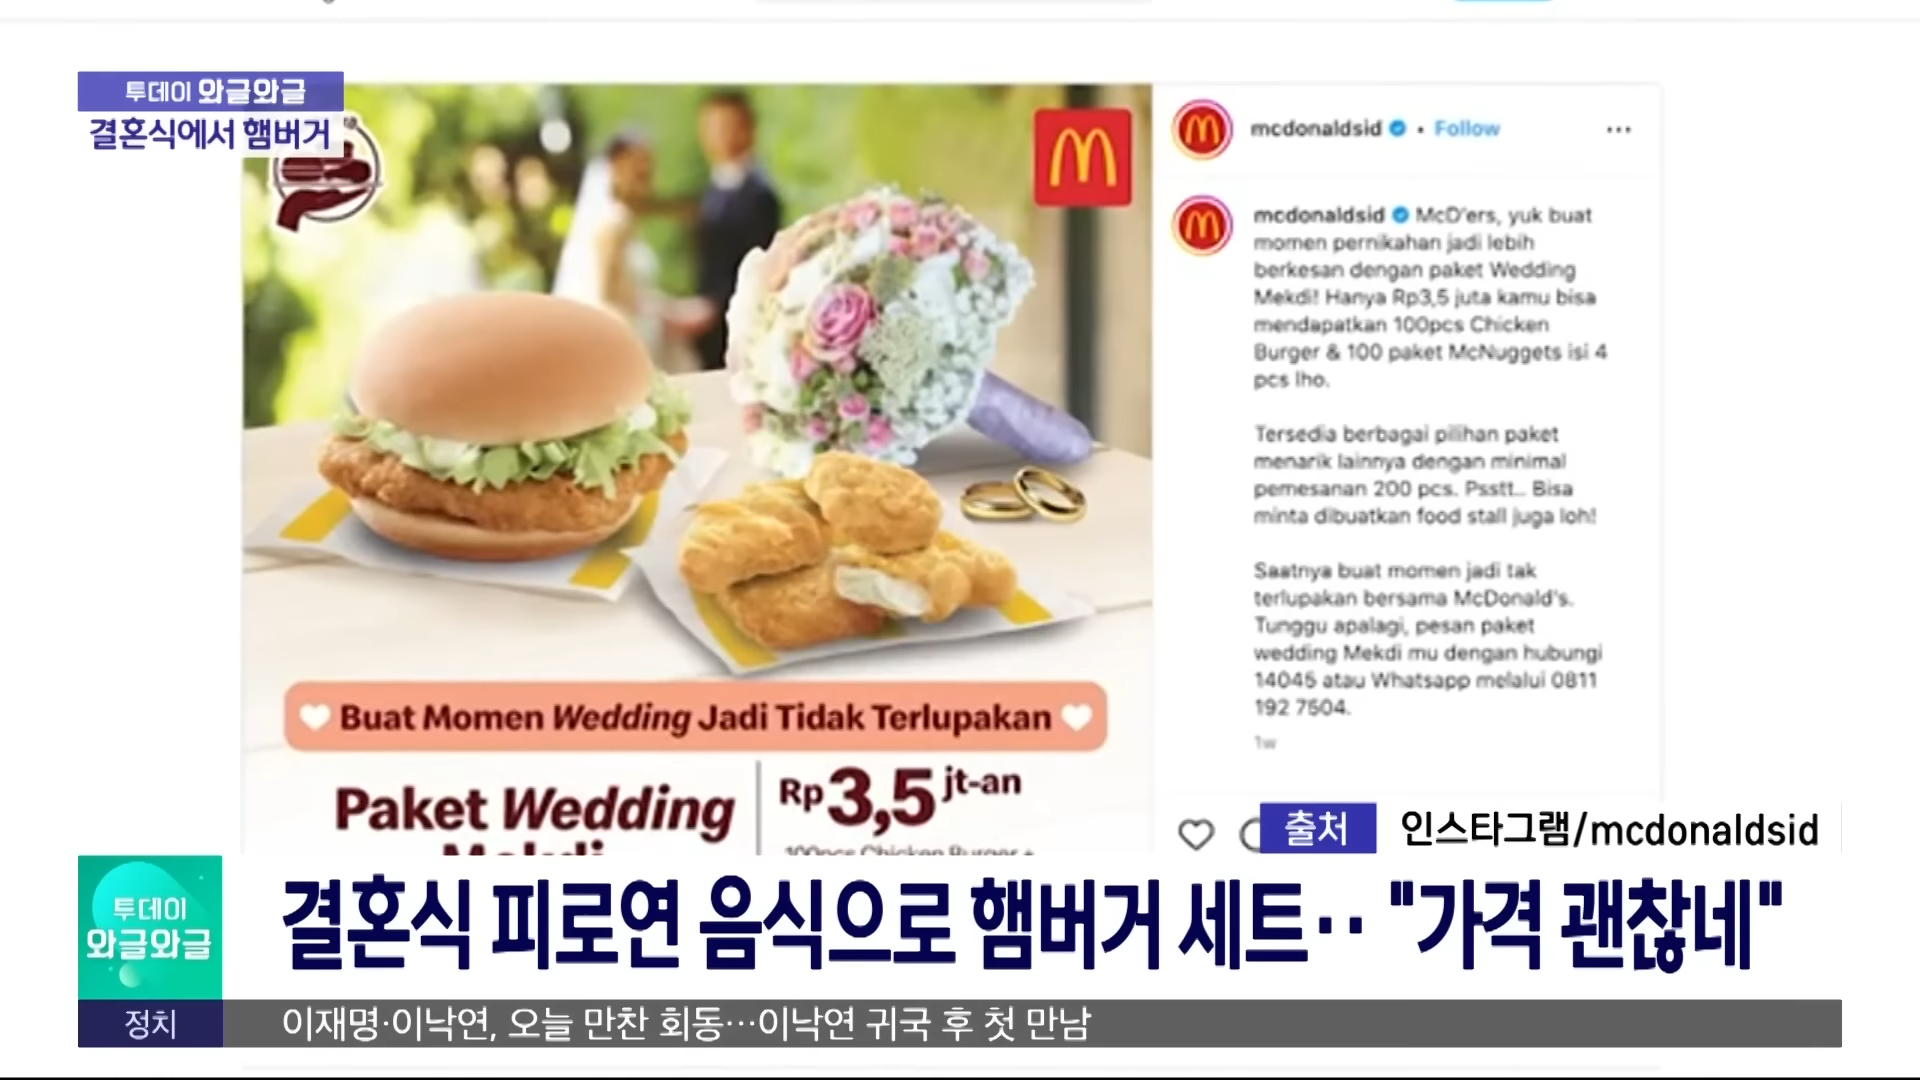 투데이 와글와글
결혼식에서 햄버거
mcdonaldsid • Follow
mcdonaldsid McD'ers, yuk buat
momen pernikahan jadi lebih
berkesan dengan paket Wedding
Mekdi! Hanya Rp3,5 juta kamu bisa
mendapatkan 100pcs Chicken
Burger & 100 paket McNuggets isi 4
pcs lho.
Tersedia berbagai pilihan paket
menarik lainnya dengan minimal
pemesanan 200 pcs. Psstt.. Bisa
minta dibuatkan food stall juga loh!
Saatnya buat momen jadi tak
terlupakan bersama McDonald's.
Tunggu apalagi, pesan paket
wedding Mekdi mu dengan hubungi
14045 atau Whatsapp melalui 0811
192 7504.
1w
Buat Momen Wedding Jadi Tidak Terlupakan
Paket Wedding
Mekdi
Rp3,5 jt-an
100pcs Chicken Burger +
출처 인스타그램/mcdonaldsid
투데이
와글와글
결혼식 피로연 음식으로 햄버거 세트‥ "가격 괜찮네"
정치 이재명·이낙연, 오늘 만찬 회동…이낙연 귀국 후 첫 만남